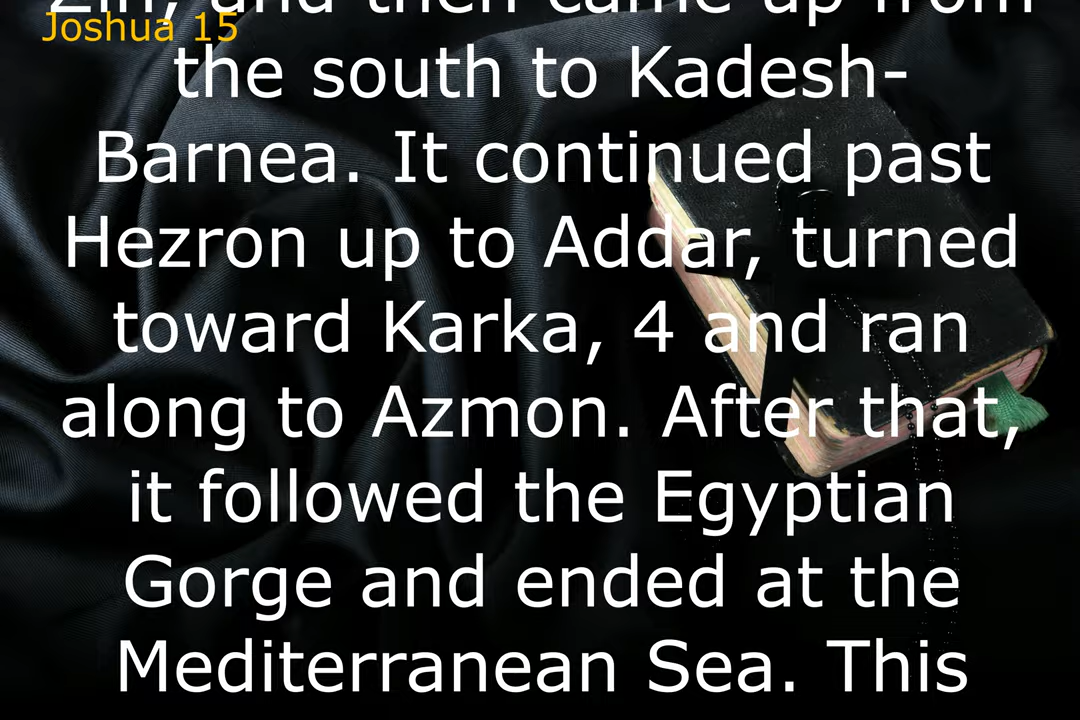 Zin, and then came up from
Joshua 15
the south to Kadesh-
Barnea. It continued past
Hezron up to Addar, turned
toward Karka, 4 and ran
along to Azmon. After that,
it followed the Egyptian
Gorge and ended at the
Mediterranean Sea. This